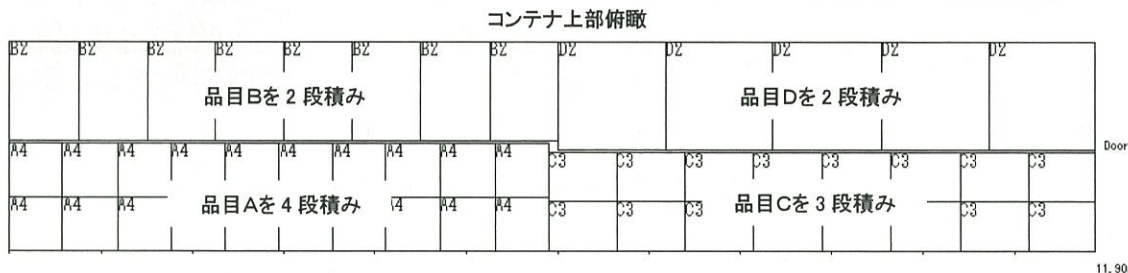 コンテナ上部俯瞰
B2 B2 B2 B2 B2 B2 B2 B2 D2 D2 D2 D2 D2
品目Bを2段積み 品目Dを2段積み
Door
A4 A4 A4 A4 A4 A4 A4 A4 A4 A4 C3 C3 C3 C3 C3 C3 C3 C3
A4 A4 A4 品目Aを4段積み A4 A4 C3 C3 C3 品目Cを3段積み C3 C3
11.90